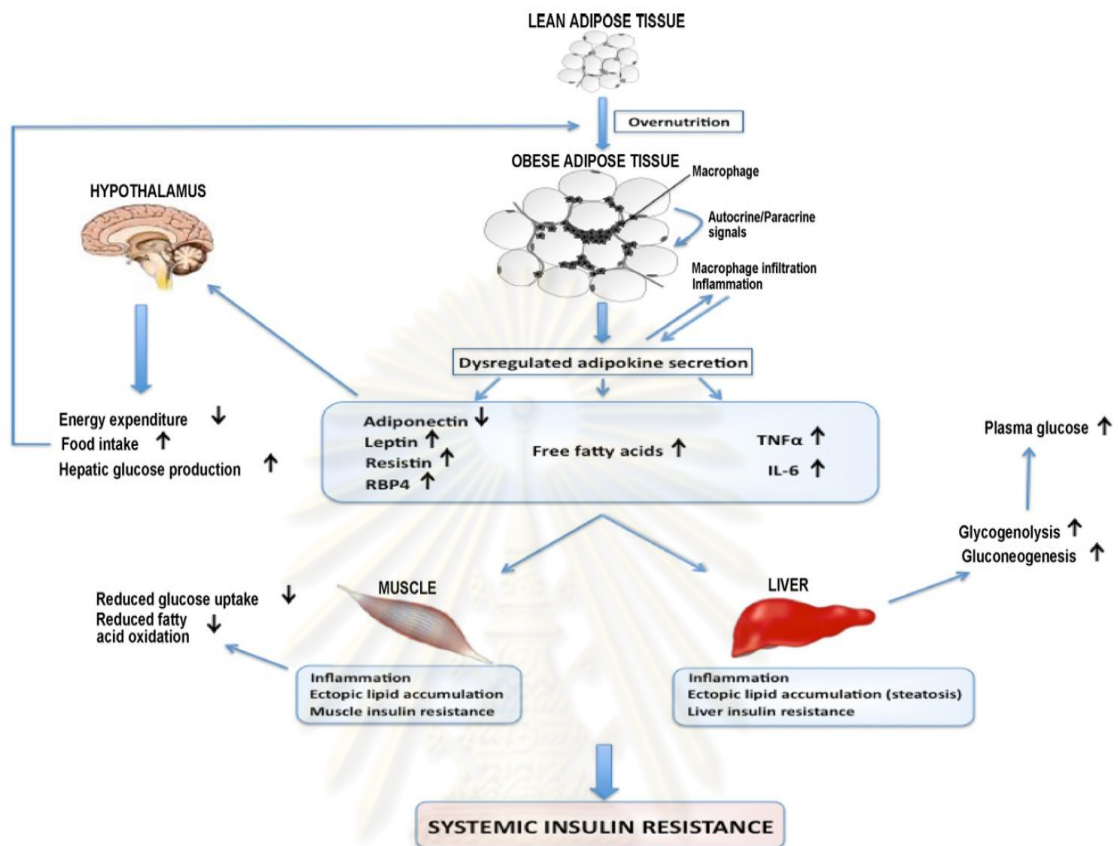 LEAN ADIPOSE TISSUE
Overnutrition
OBESE ADIPOSE TISSUE
Macrophage
Autocrine/Paracrine
signals
Macrophage infiltration
Inflammation
HYPOTHALAMUS
Dysregulated adipokine secretion
Energy expenditure ↓
Food intake ↑
Hepatic glucose production ↑
Adiponectin ↓
Leptin ↑
Resistin ↑
RBP4 ↑
Free fatty acids ↑
TNFα ↑
IL-6 ↑
Plasma glucose ↑
Glycogenolysis ↑
Gluconeogenesis ↑
MUSCLE
Reduced glucose uptake ↓
Reduced fatty
acid oxidation ↓
Inflammation
Ectopic lipid accumulation
Muscle insulin resistance
LIVER
Inflammation
Ectopic lipid accumulation (steatosis)
Liver insulin resistance
SYSTEMIC INSULIN RESISTANCE